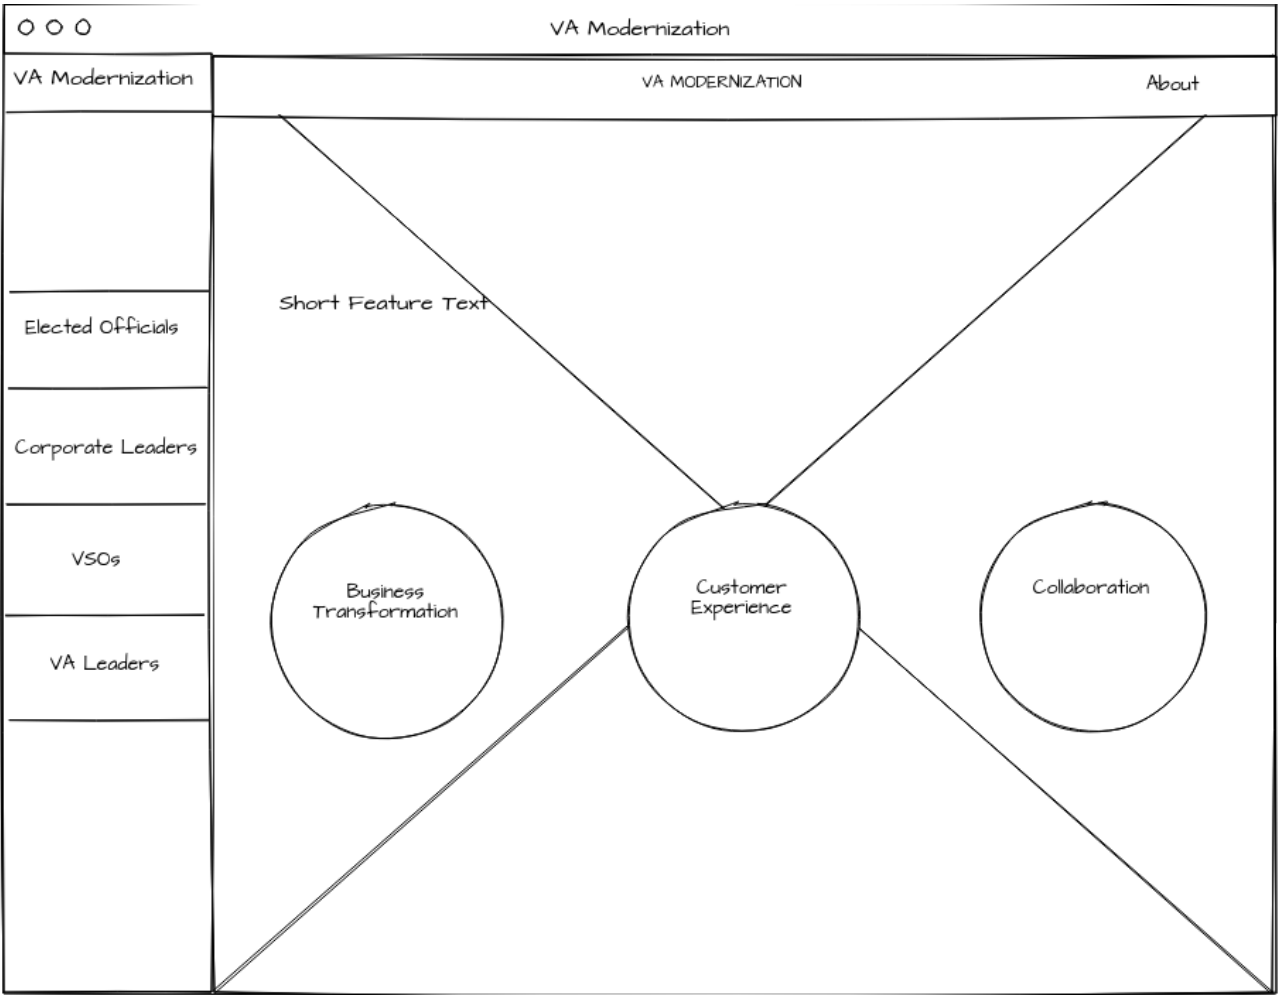 VA Modernization
VA Modernization
VA MODERNIZATION
About
Short Feature Text
Elected Officials
Corporate Leaders
VSOs
VA Leaders
Business
Transformation
Customer
Experience
Collaboration